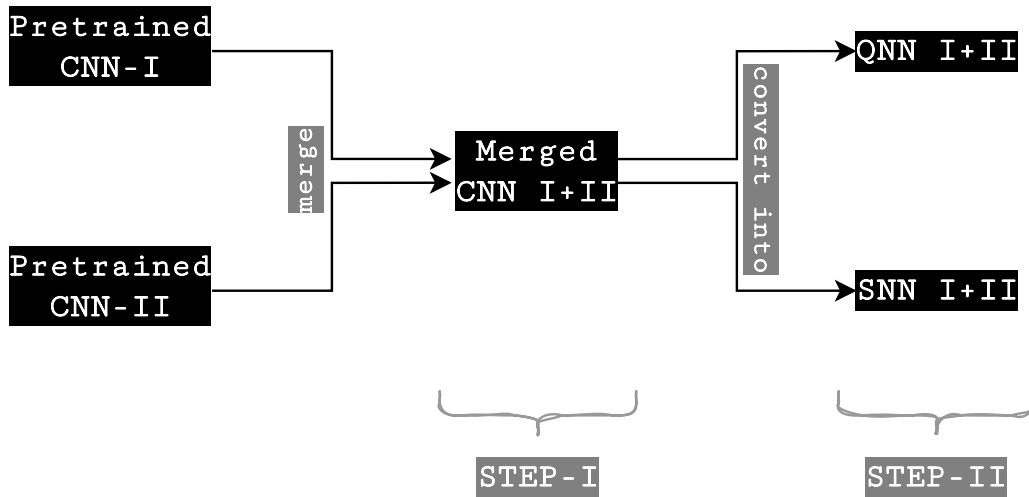 Pretrained
CNN-I
QNN I+II
merge
convert into
Merged
CNN I+II
Pretrained
CNN-II
SNN I+II
STEP-I
STEP-II